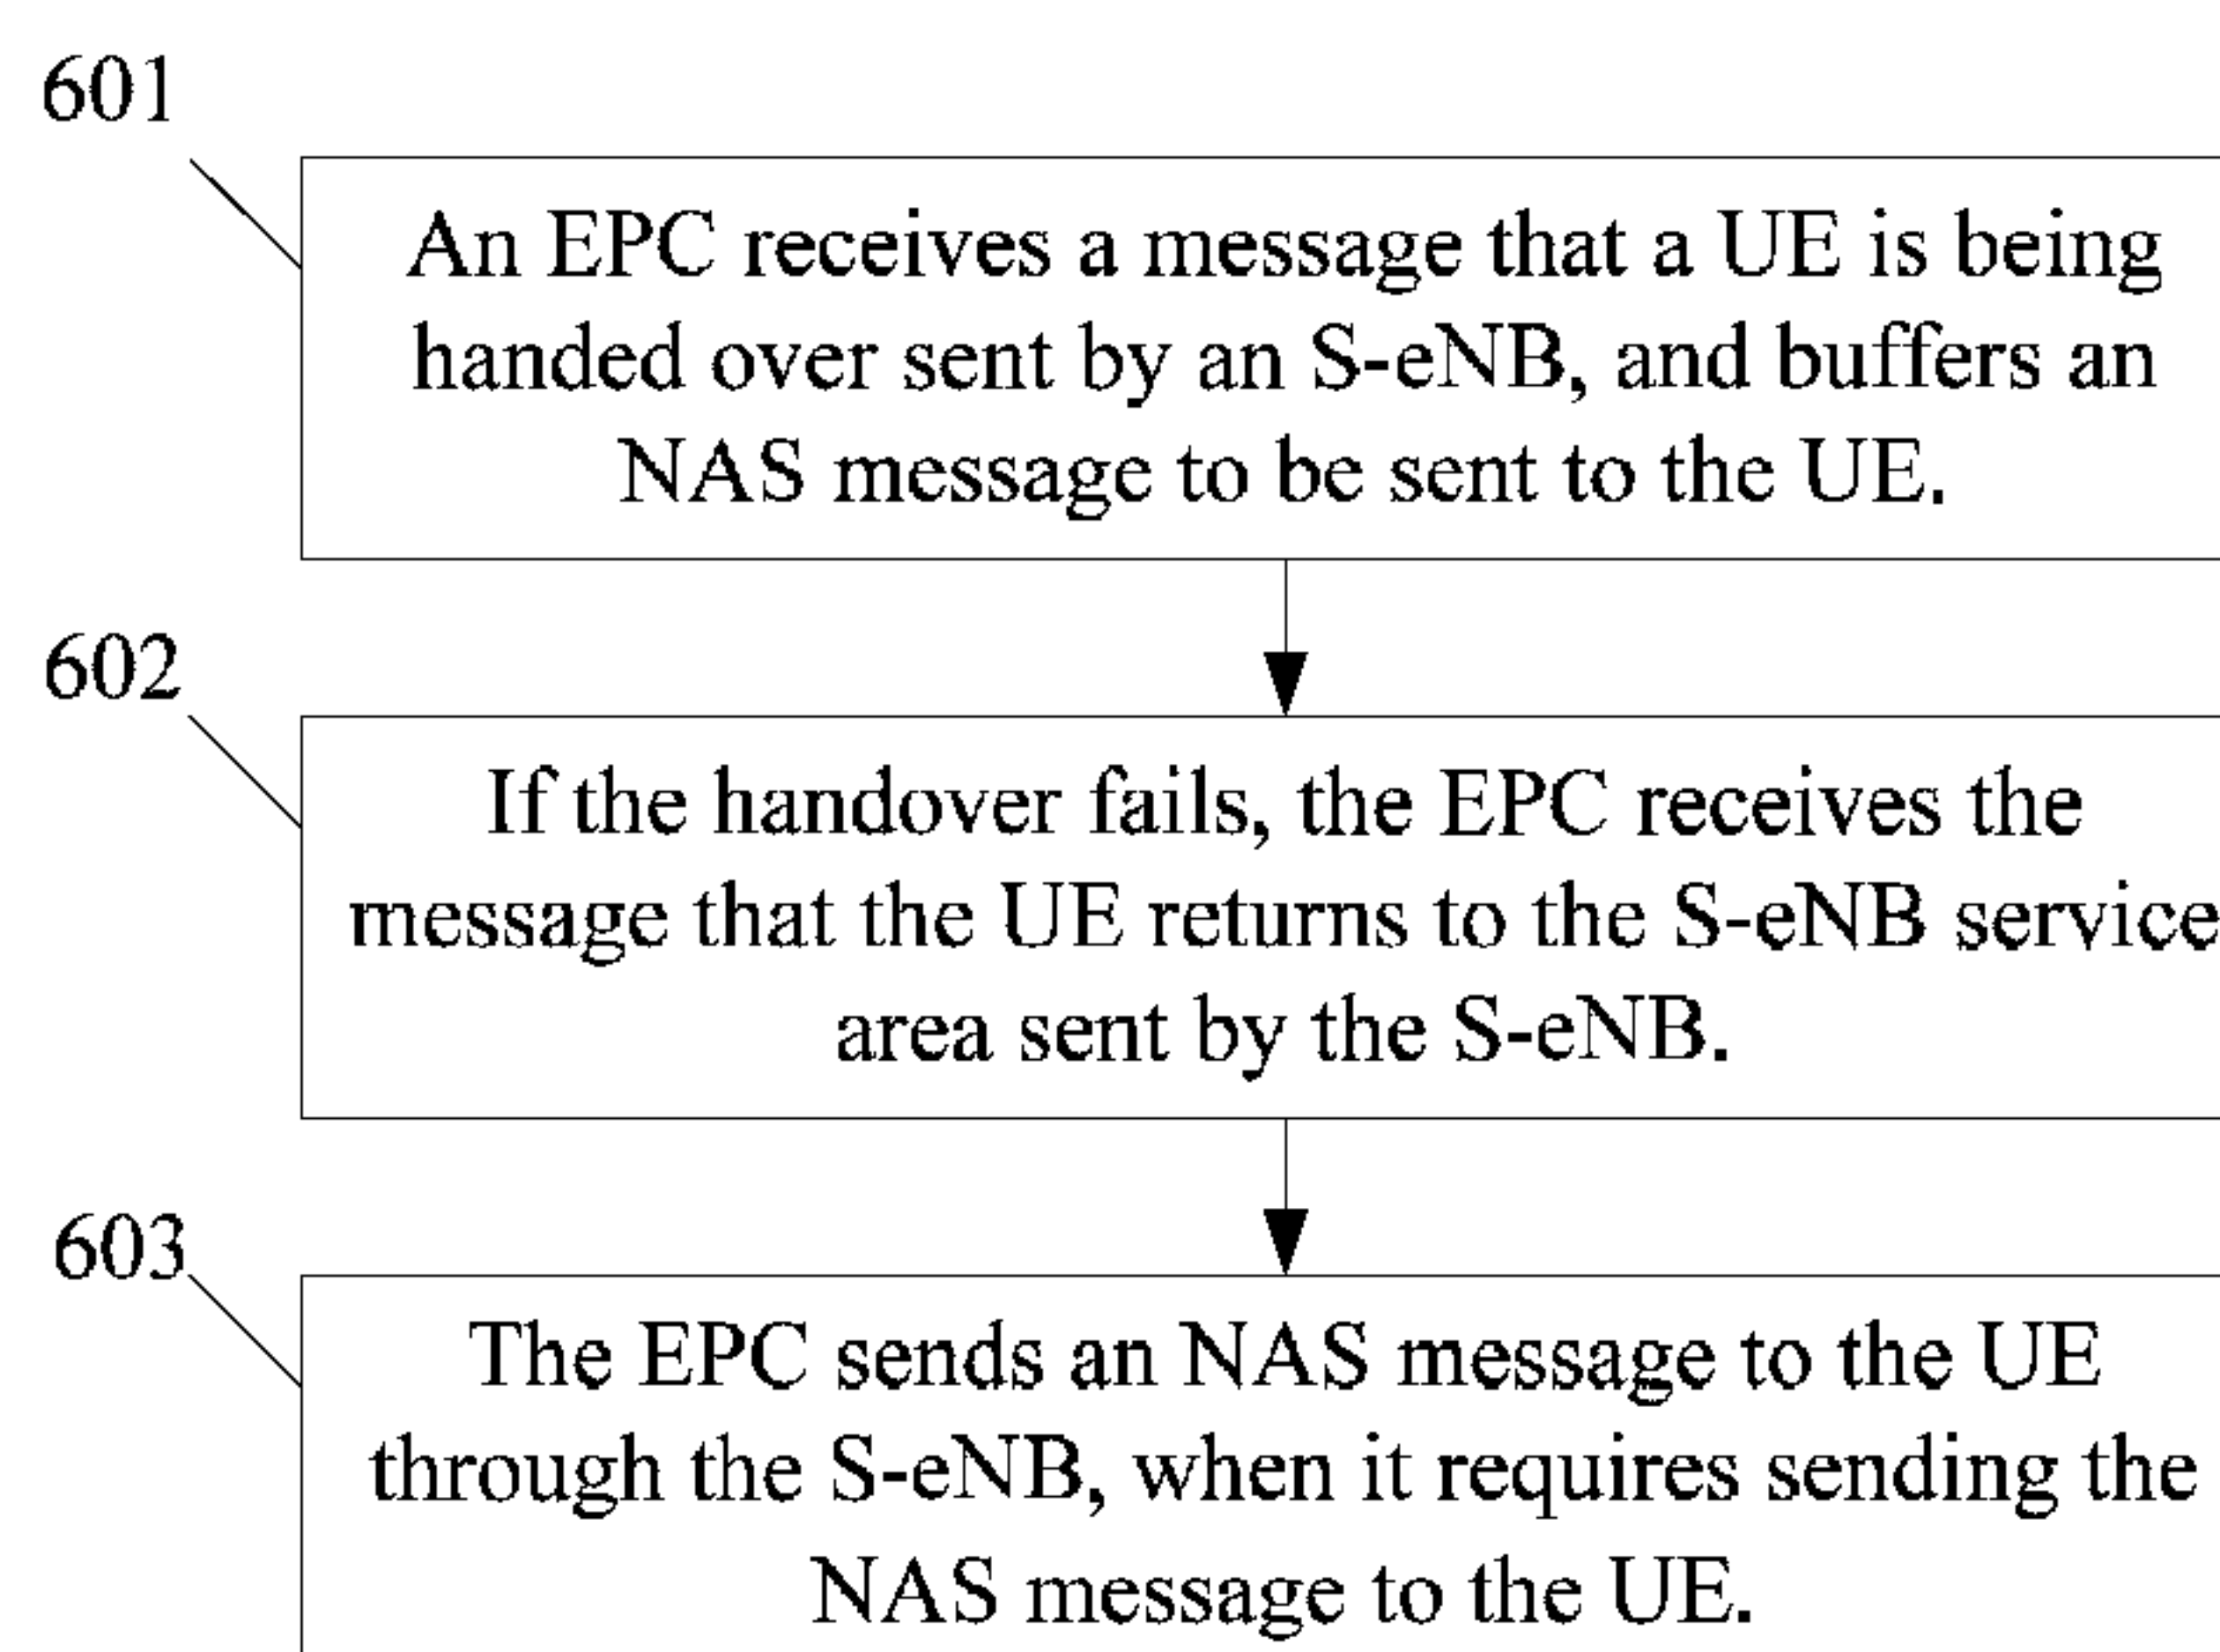 601
An EPC receives a message that a UE is being
handed over sent by an S-eNB, and buffers an
NAS message to be sent to the UE.
602
If the handover fails, the EPC receives the
message that the UE returns to the S-eNB service
area sent by the S-eNB.
603
The EPC sends an NAS message to the UE
through the S-eNB, when it requires sending the
NAS message to the UE.